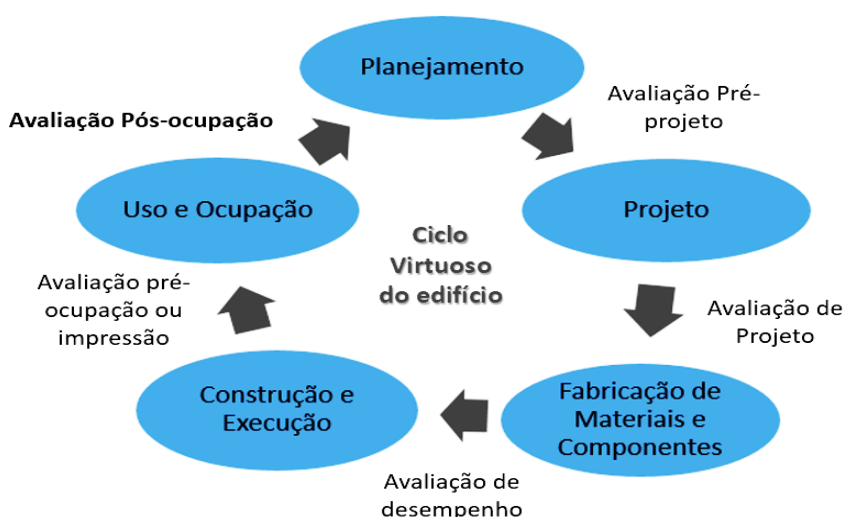 Planejamento
Avaliação Pré-
projeto
Avaliação Pós-ocupação
Uso e Ocupação
Projeto
Ciclo
Virtuoso
do edifício
Avaliação pré-
ocupação ou
impressão
Avaliação de
Projeto
Construção e
Execução
Fabricação de
Materiais e
Componentes
Avaliação de
desempenho